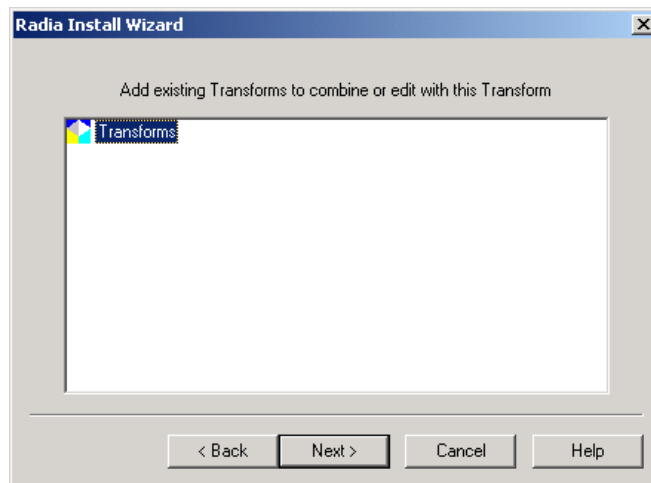 Radia Install Wizard
Add existing Transforms to combine or edit with this Transform
Transforms
< Back Next > Cancel Help